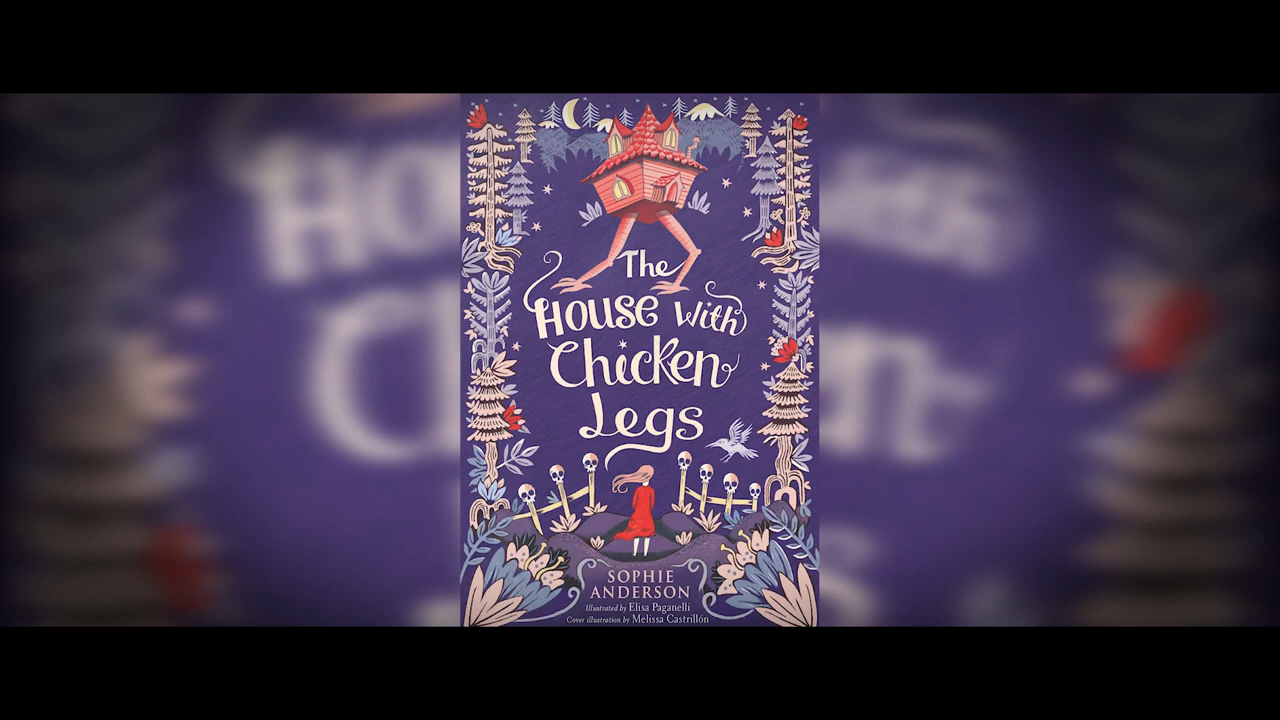 The
House with
Chicken
Legs
SOPHIE
ANDERSON
Illustrated by Elisa Paganelli
Cover illustration by Melissa Castrillón